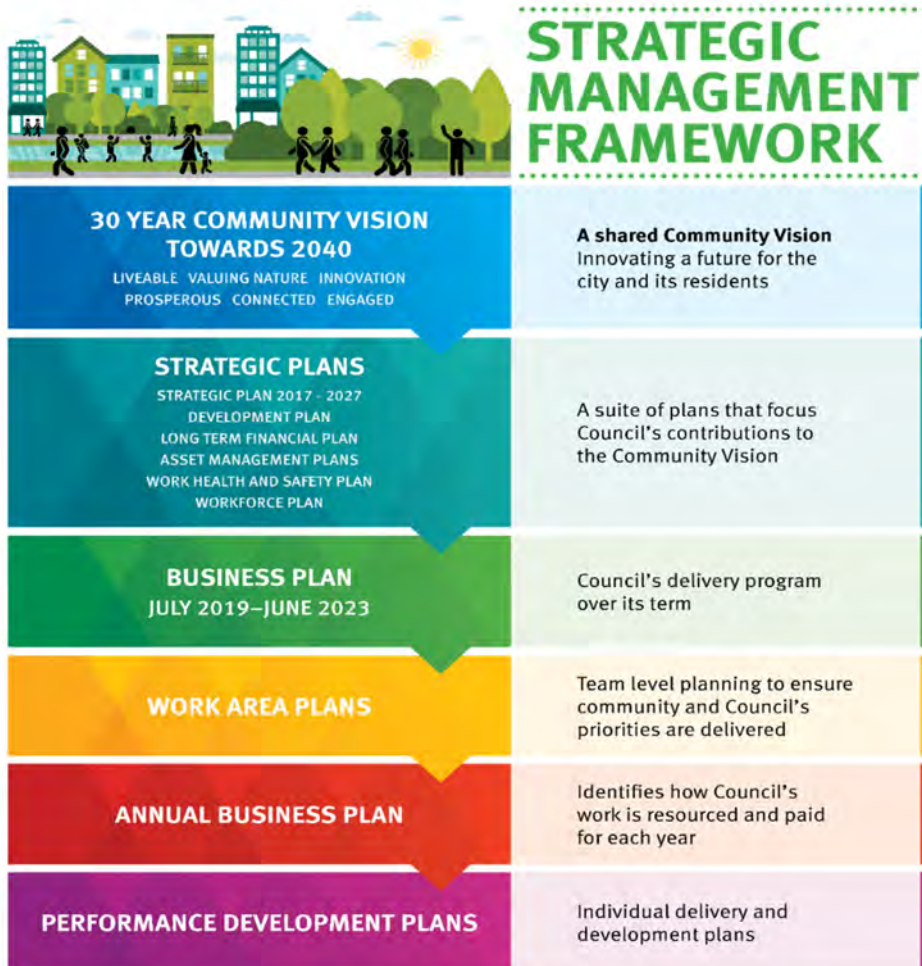 STRATEGIC
MANAGEMENT
FRAMEWORK
30 YEAR COMMUNITY VISION
TOWARDS 2040
LIVEABLE VALUING NATURE INNOVATION
PROSPEROUS CONNECTED ENGAGED
A shared Community Vision
Innovating a future for the
city and its residents
STRATEGIC PLANS
STRATEGIC PLAN 2017 - 2027
DEVELOPMENT PLAN
LONG TERM FINANCIAL PLAN
ASSET MANAGEMENT PLANS
WORK HEALTH AND SAFETY PLAN
WORKFORCE PLAN
A suite of plans that focus
Council's contributions to
the Community Vision
BUSINESS PLAN
JULY 2019–JUNE 2023
Council's delivery program
over its term
WORK AREA PLANS
Team level planning to ensure
community and Council's
priorities are delivered
ANNUAL BUSINESS PLAN
Identifies how Council's
work is resourced and paid
for each year
PERFORMANCE DEVELOPMENT PLANS
Individual delivery and
development plans